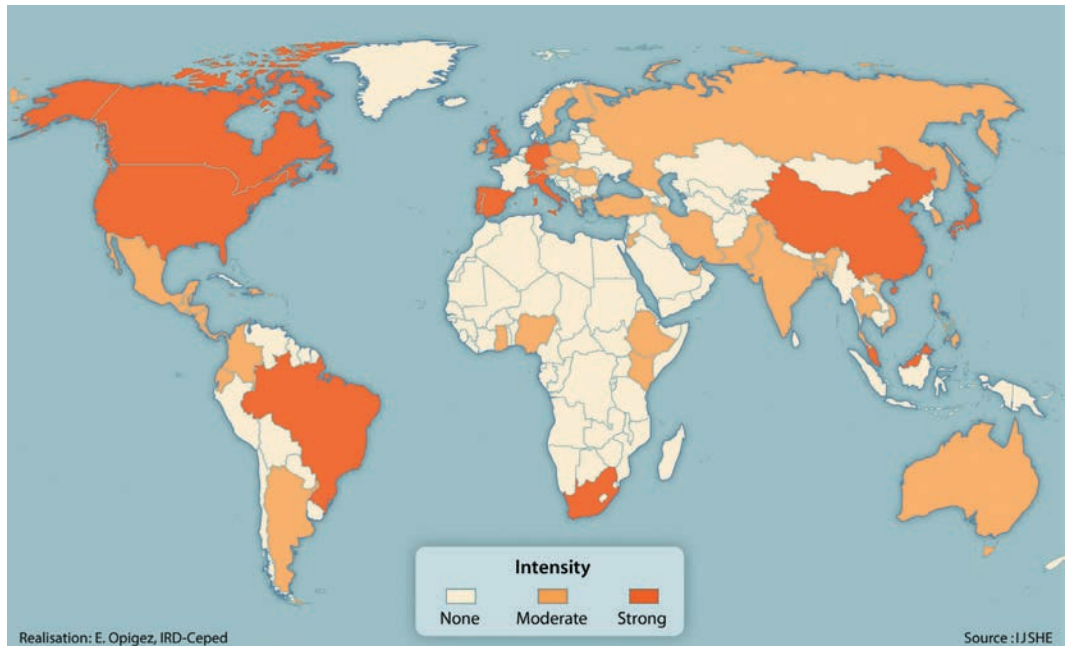 Intensity
None Moderate Strong
Realisation: E. Opigez, IRD-Ceped
Source : IJSHE